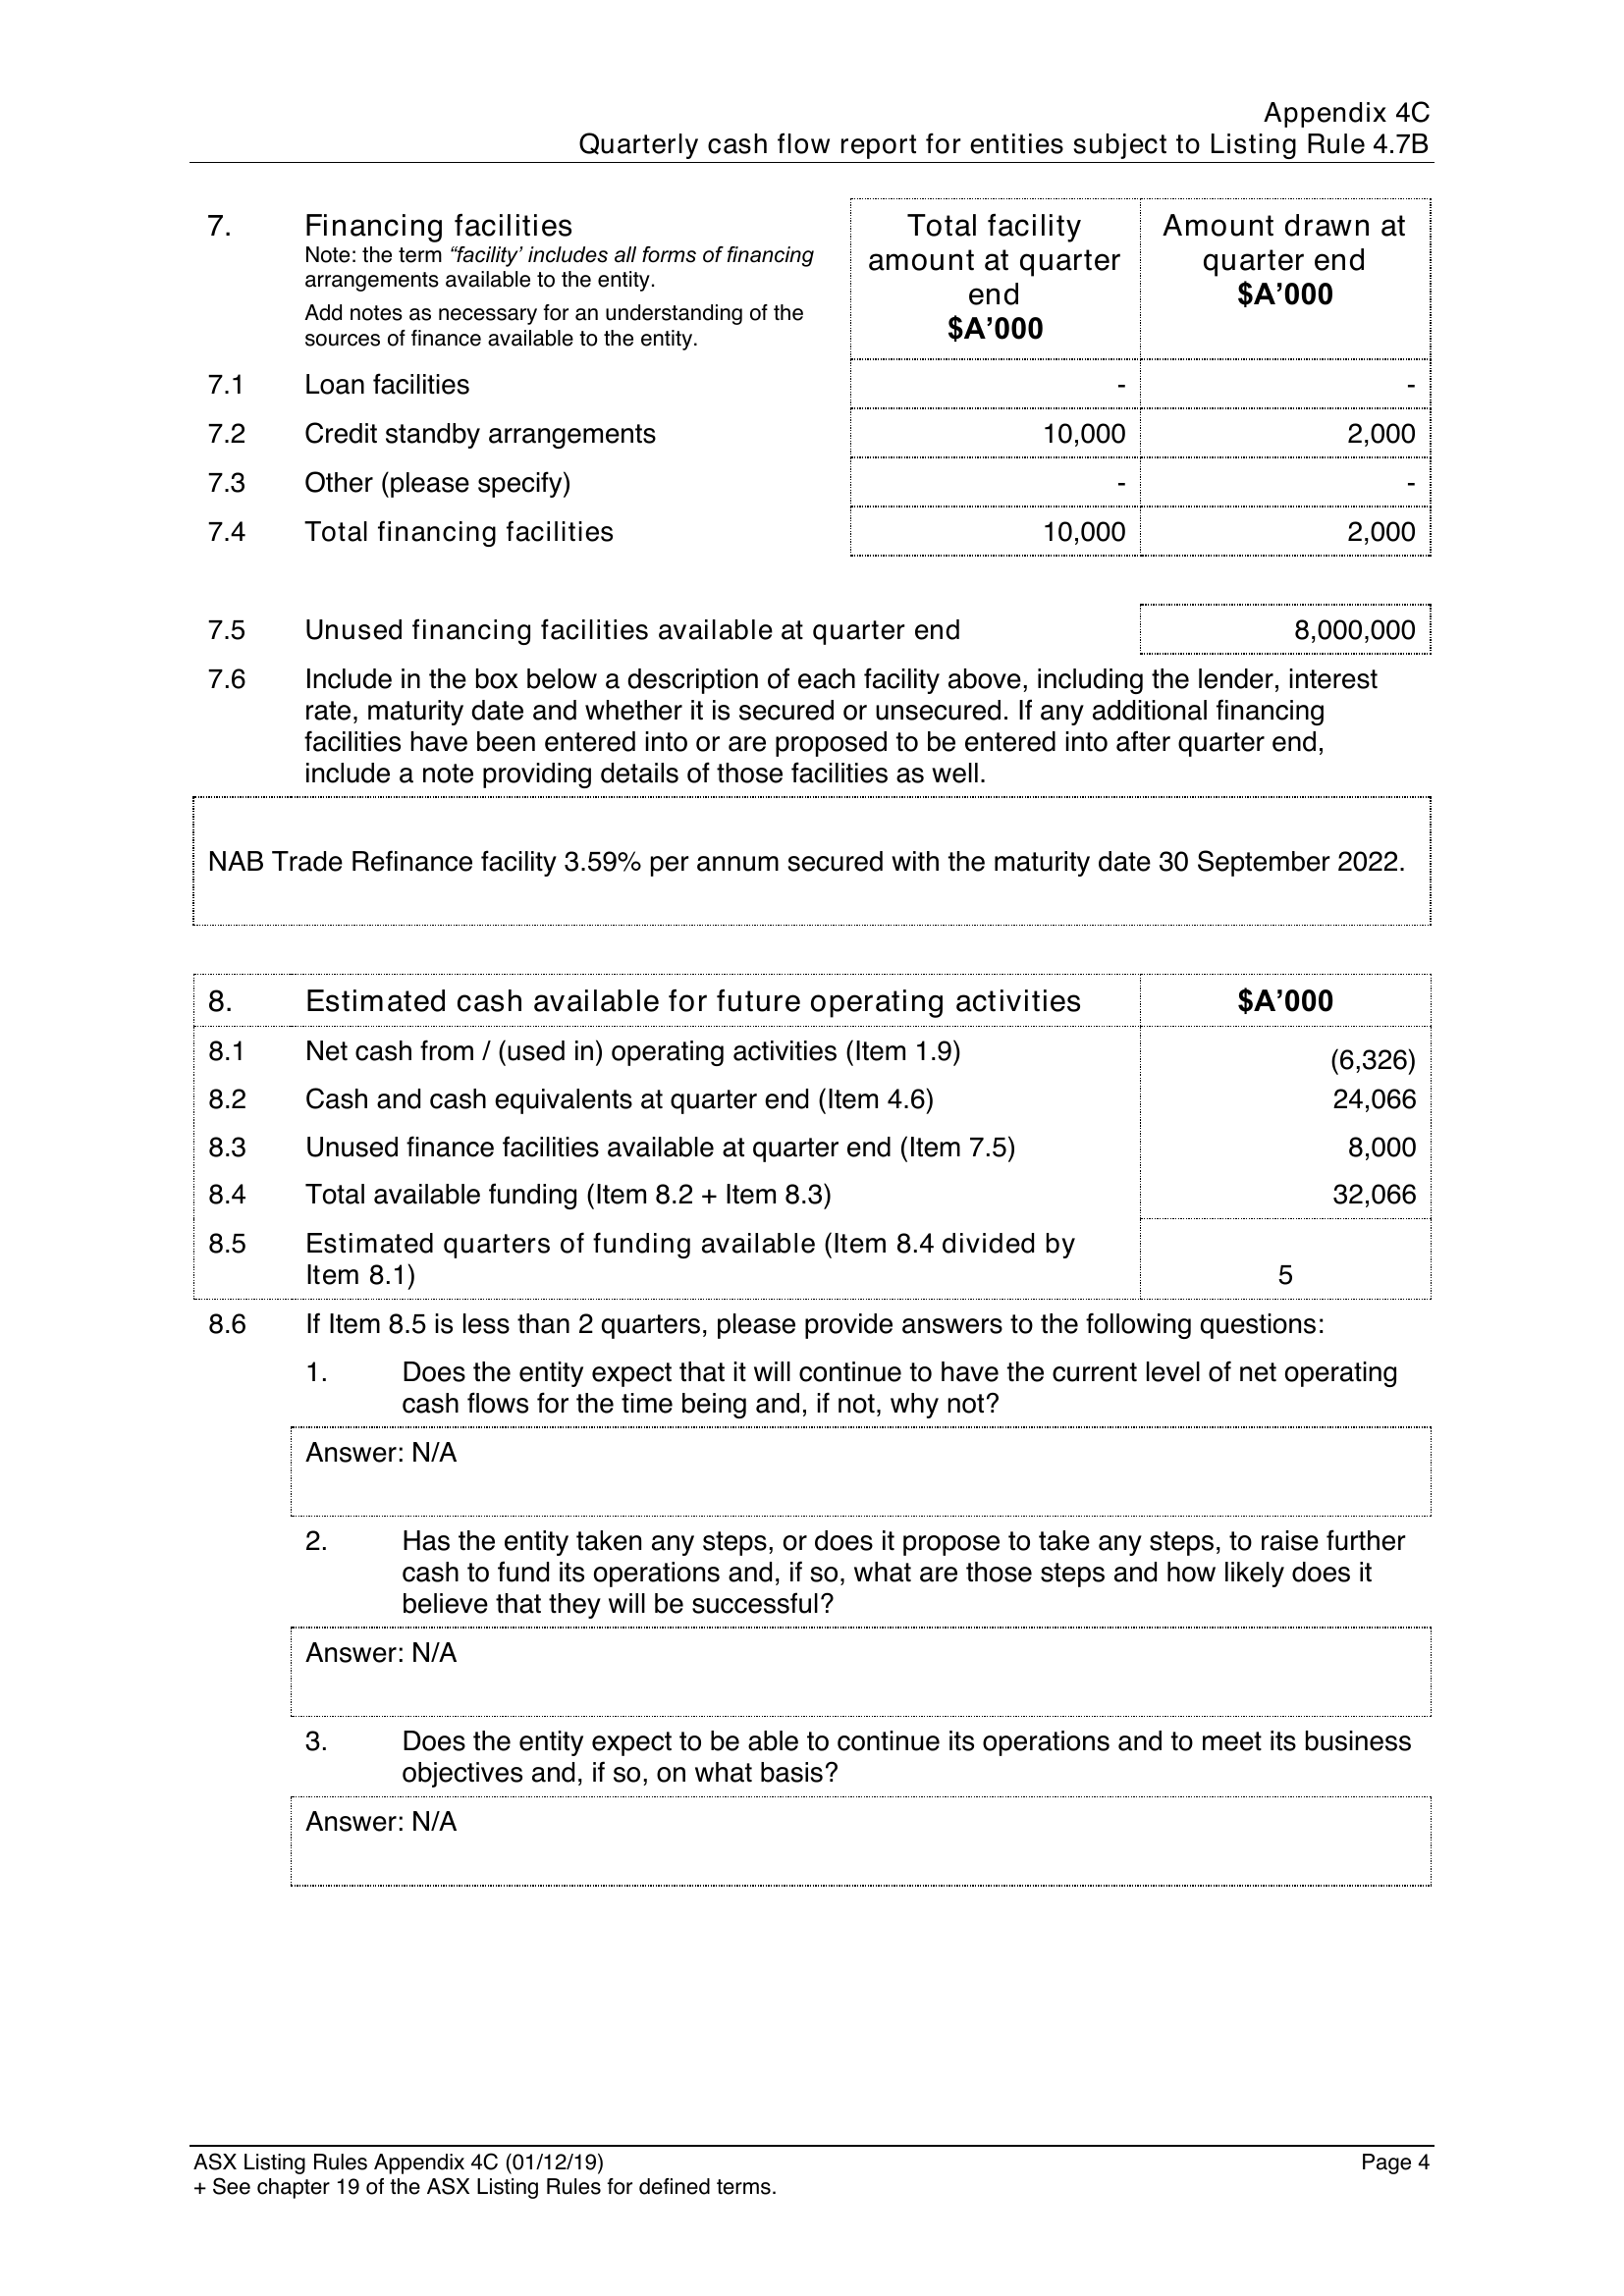 Appendix 4C
Quarterly cash flow report for entities subject to Listing Rule 4.7B
7. Financing facilities
Note: the term “facility’ includes all forms of financing
arrangements available to the entity.
Add notes as necessary for an understanding of the
sources of finance available to the entity.
Total facility
amount at quarter
end
$A’000
Amount drawn at
quarter end
$A’000
7.1 Loan facilities - -
7.2 Credit standby arrangements 10,000 2,000
7.3 Other (please specify) - -
7.4 Total financing facilities 10,000 2,000
7.5 Unused financing facilities available at quarter end 8,000,000
7.6 Include in the box below a description of each facility above, including the lender, interest
rate, maturity date and whether it is secured or unsecured. If any additional financing
facilities have been entered into or are proposed to be entered into after quarter end,
include a note providing details of those facilities as well.
NAB Trade Refinance facility 3.59% per annum secured with the maturity date 30 September 2022.
8. Estimated cash available for future operating activities $A’000
8.1 Net cash from / (used in) operating activities (Item 1.9) (6,326)
8.2 Cash and cash equivalents at quarter end (Item 4.6) 24,066
8.3 Unused finance facilities available at quarter end (Item 7.5) 8,000
8.4 Total available funding (Item 8.2 + Item 8.3) 32,066
8.5 Estimated quarters of funding available (Item 8.4 divided by
Item 8.1) 5
8.6 If Item 8.5 is less than 2 quarters, please provide answers to the following questions:
1. Does the entity expect that it will continue to have the current level of net operating
cash flows for the time being and, if not, why not?
Answer: N/A
2. Has the entity taken any steps, or does it propose to take any steps, to raise further
cash to fund its operations and, if so, what are those steps and how likely does it
believe that they will be successful?
Answer: N/A
3. Does the entity expect to be able to continue its operations and to meet its business
objectives and, if so, on what basis?
Answer: N/A
ASX Listing Rules Appendix 4C (01/12/19) Page 4
+ See chapter 19 of the ASX Listing Rules for defined terms.